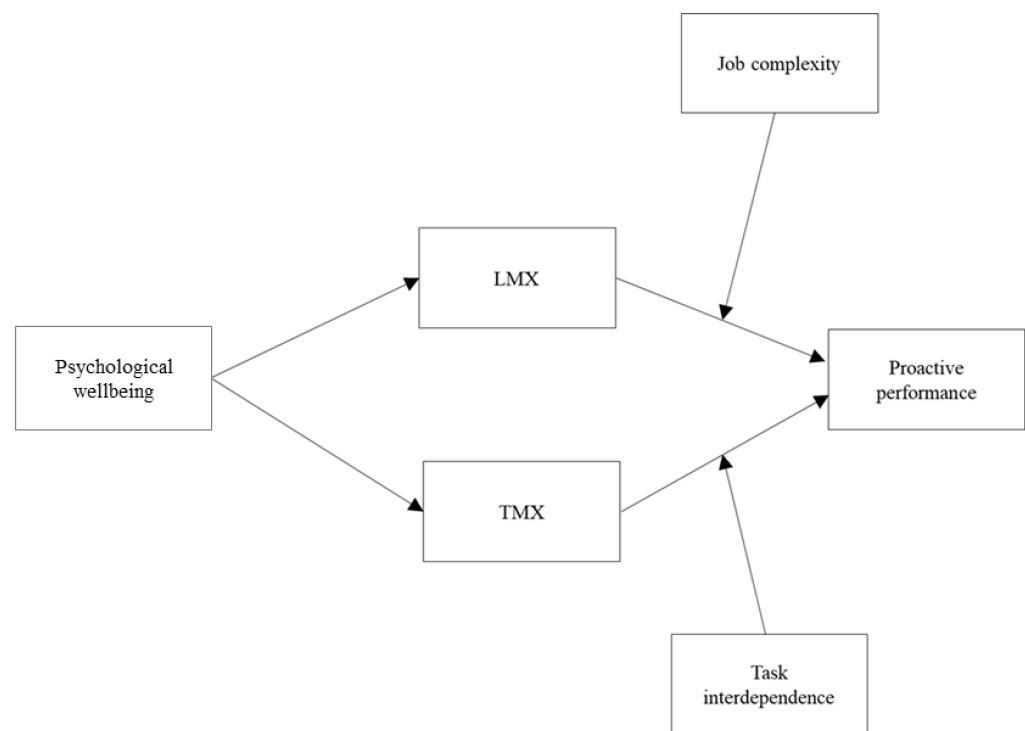 Job complexity
LMX
Psychological
wellbeing
Proactive
performance
TMX
Task
interdependence